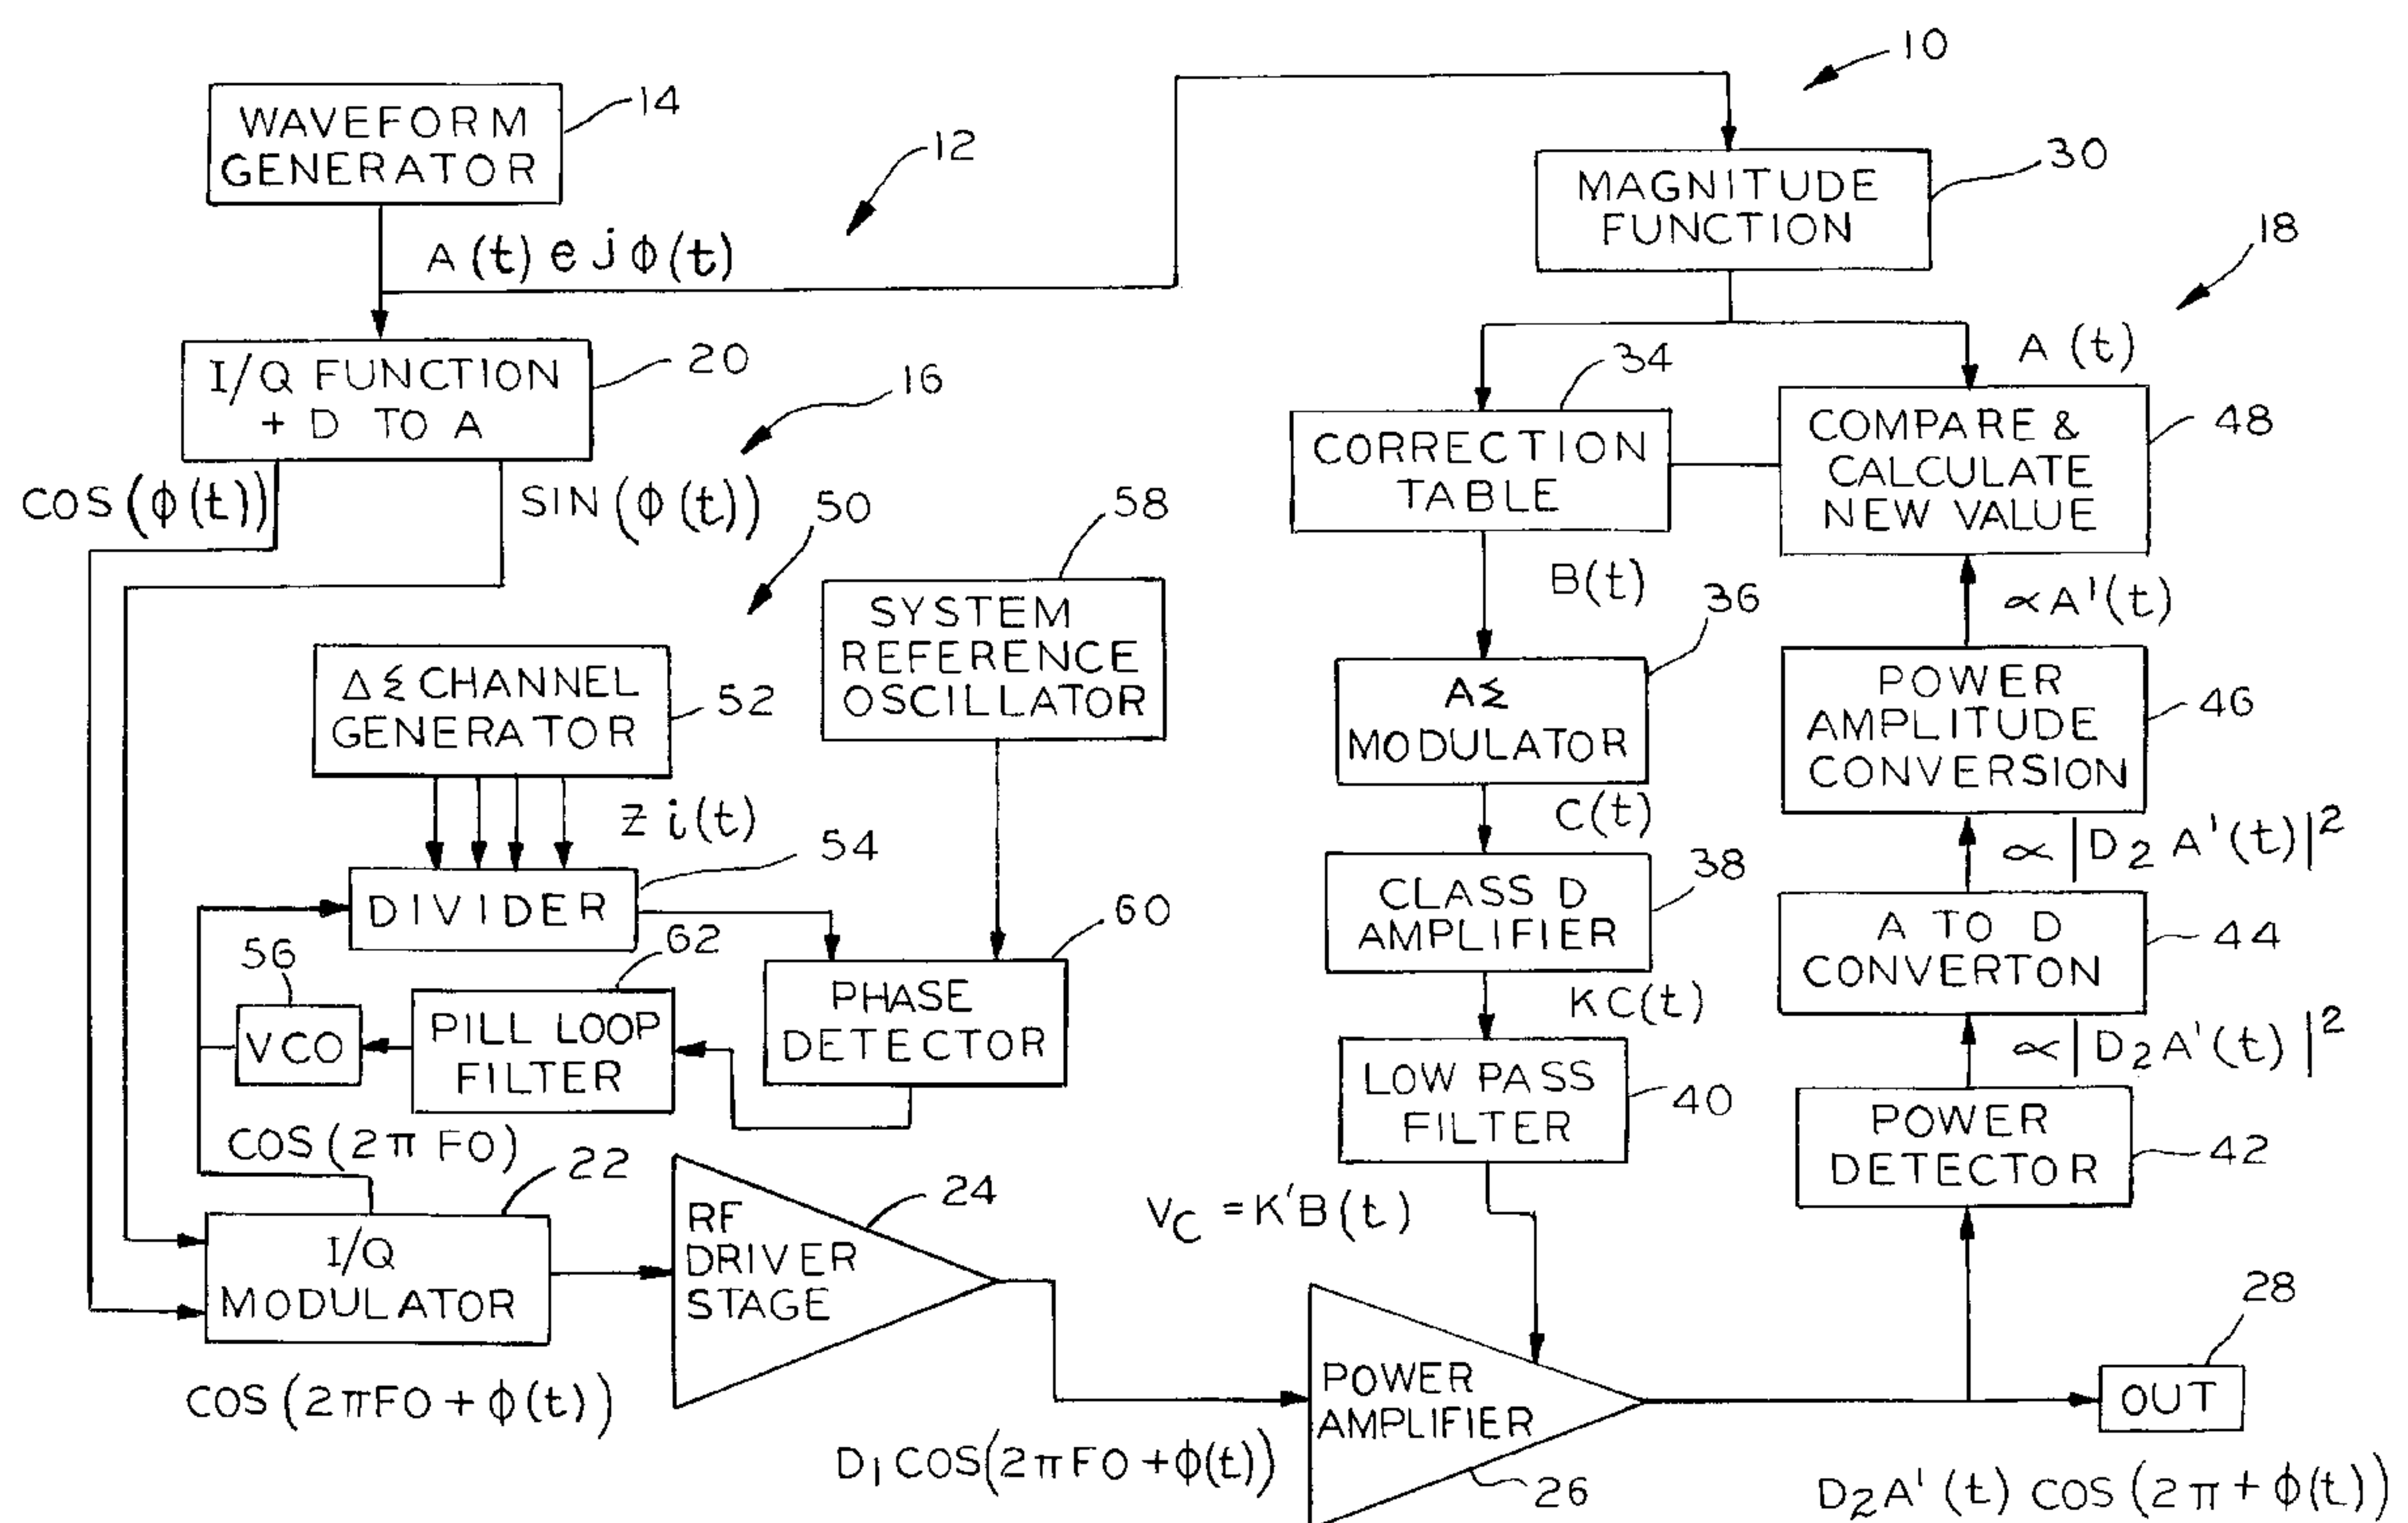 10
WAVEFORM
GENERATOR
14
12
MAGNITUDE
FUNCTION
30
18
A(t) e j ϕ(t)
I/Q FUNCTION
+ D TO A
20
16
A(t)
34
CORRECTION
TABLE
COMPARE &
CALCULATE
NEW VALUE
48
COS(ϕ(t))
SIN(ϕ(t))
50
58
B(t)
∝A'(t)
SYSTEM
REFERENCE
OSCILLATOR
36
ΔΣ CHANNEL
GENERATOR
52
AΣ
MODULATOR
POWER
AMPLITUDE
CONVERSION
46
Z i(t)
C(t)
∝|D2 A'(t)|²
54
DIVIDER
CLASS D
AMPLIFIER
38
A TO D
CONVERTON
44
62
60
56
KC(t)
∝|D2A'(t)|²
VCO
PILL LOOP
FILTER
PHASE
DETECTOR
LOW PASS
FILTER
40
POWER
DETECTOR
42
COS(2π FO)
22
24
VC = K'B(t)
I/Q
MODULATOR
RF
DRIVER
STAGE
28
POWER
AMPLIFIER
OUT
COS(2πFO + ϕ(t))
D1 COS(2πFO + ϕ(t))
26
D2A'(t) COS(2π + ϕ(t))